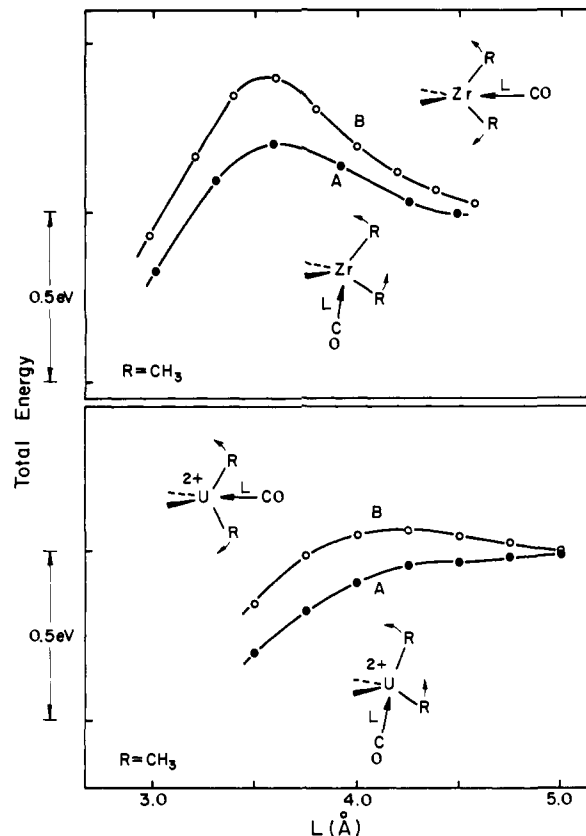 R
Zr
L
CO
R
B
A
R
Zr
R
L
C
O
0.5eV
R=CH₃
Total Energy
2+
R
U
L
CO
R
B
A
R
2+
U
R
L
C
O
0.5eV
R=CH₃
3.0 4.0 5.0
L (Å)